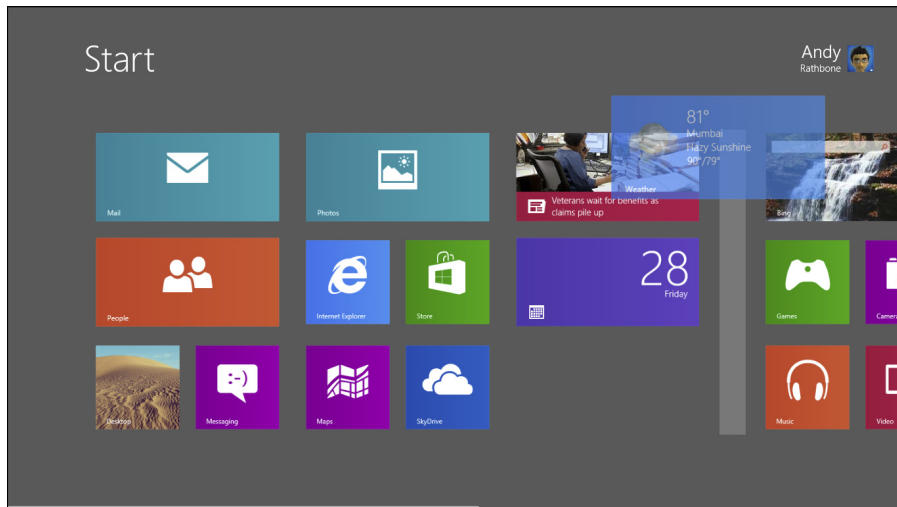 Start
Andy
Rathbone
81°
Mumbai
Hazy Sunshine
90°/79°
Weather
Mail
Photos
Veterans wait for benefits as
claims pile up
Bing
People
Internet Explorer
Store
28
Friday
Games
Camera
:-)
Desktop
Messaging
Maps
SkyDrive
Music
Video